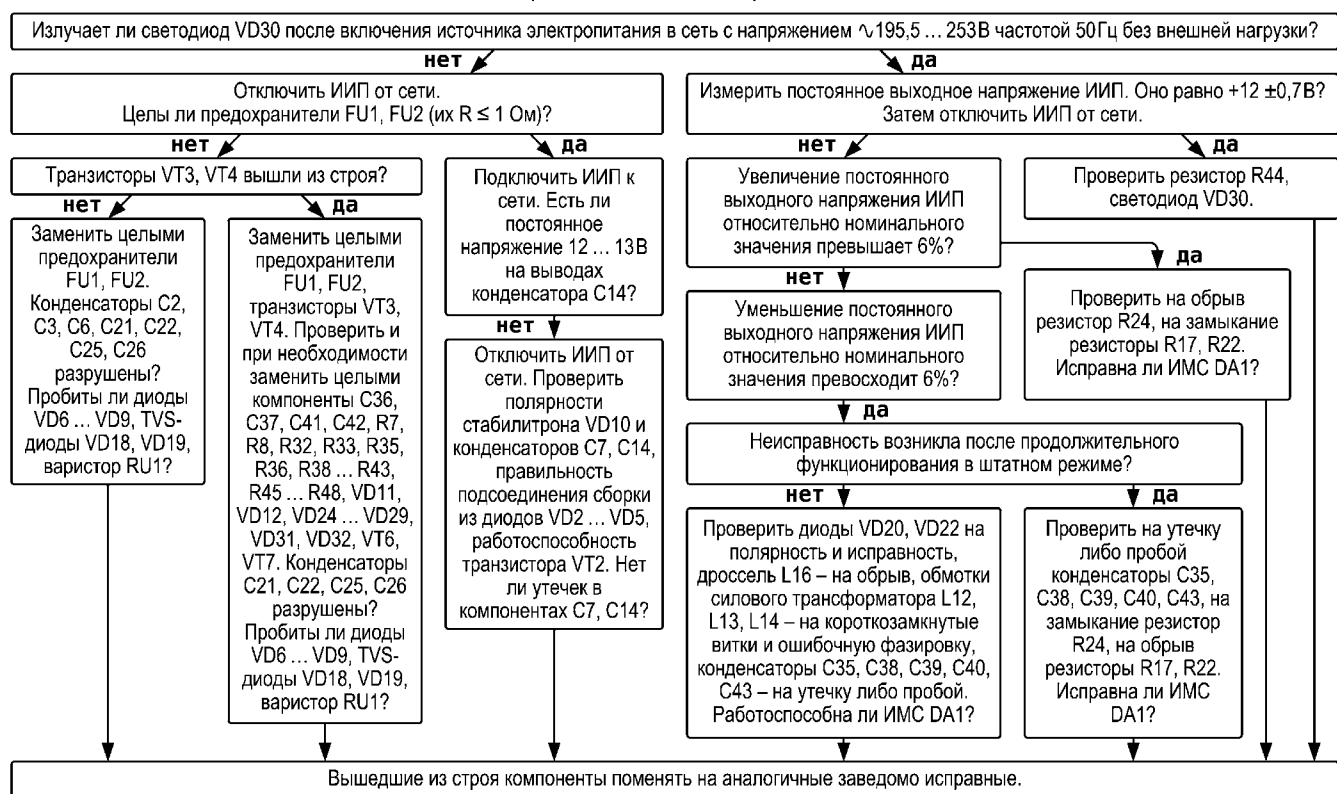 Излучает ли светодиод VD30 после включения источника электропитания в сеть с напряжением ∿195,5 ... 253В частотой 50Гц без внешней нагрузки?
нет
да
Отключить ИИП от сети.
Целы ли предохранители FU1, FU2 (их R ≤ 1 Ом)?
Измерить постоянное выходное напряжение ИИП. Оно равно +12 ±0,7В?
Затем отключить ИИП от сети.
нет
да
нет
да
Транзисторы VT3, VT4 вышли из строя?
нет
да
Заменить целыми
предохранители
FU1, FU2.
Конденсаторы C2,
C3, C6, C21, C22,
C25, C26
разрушены?
Пробиты ли диоды
VD6 ... VD9, TVS-
диоды VD18, VD19,
варистор RU1?
Заменить целыми
предохранители
FU1, FU2,
транзисторы VT3,
VT4. Проверить и
при необходимости
заменить целыми
компоненты C36,
C37, C41, C42, R7,
R8, R32, R33, R35,
R36, R38 ... R43,
R45 ... R48, VD11,
VD12, VD24 ... VD29,
VD31, VD32, VT6,
VT7. Конденсаторы
C21, C22, C25, C26
разрушены?
Пробиты ли диоды
VD6 ... VD9, TVS-
диоды VD18, VD19,
варистор RU1?
Подключить ИИП к
сети. Есть ли
постоянное
напряжение 12 ... 13В
на выводах
конденсатора C14?
нет
Отключить ИИП от
сети. Проверить
полярности
стабилитрона VD10 и
конденсаторов C7, C14,
правильность
подсоединения сборки
из диодов VD2 ... VD5,
работоспособность
транзистора VT2. Нет
ли утечек в
компонентах C7, C14?
Увеличение постоянного
выходного напряжения ИИП
относительно номинального
значения превышает 6%?
нет
да
Уменьшение постоянного
выходного напряжения ИИП
относительно номинального
значения превосходит 6%?
да
Проверить резистор R44,
светодиод VD30.
Проверить на обрыв
резистор R24, на замыкание
резисторы R17, R22.
Исправна ли ИМС DA1?
Неисправность возникла после продолжительного
функционирования в штатном режиме?
нет
да
Проверить диоды VD20, VD22 на
полярность и исправность,
дроссель L16 – на обрыв, обмотки
силового трансформатора L12,
L13, L14 – на короткозамкнутые
витки и ошибочную фазировку,
конденсаторы C35, C38, C39, C40,
C43 – на утечку либо пробой.
Работоспособна ли ИМС DA1?
Проверить на утечку
либо пробой
конденсаторы C35,
C38, C39, C40, C43, на
замыкание резистор
R24, на обрыв
резисторы R17, R22.
Исправна ли ИМС
DA1?
Вышедшие из строя компоненты поменять на аналогичные заведомо исправные.